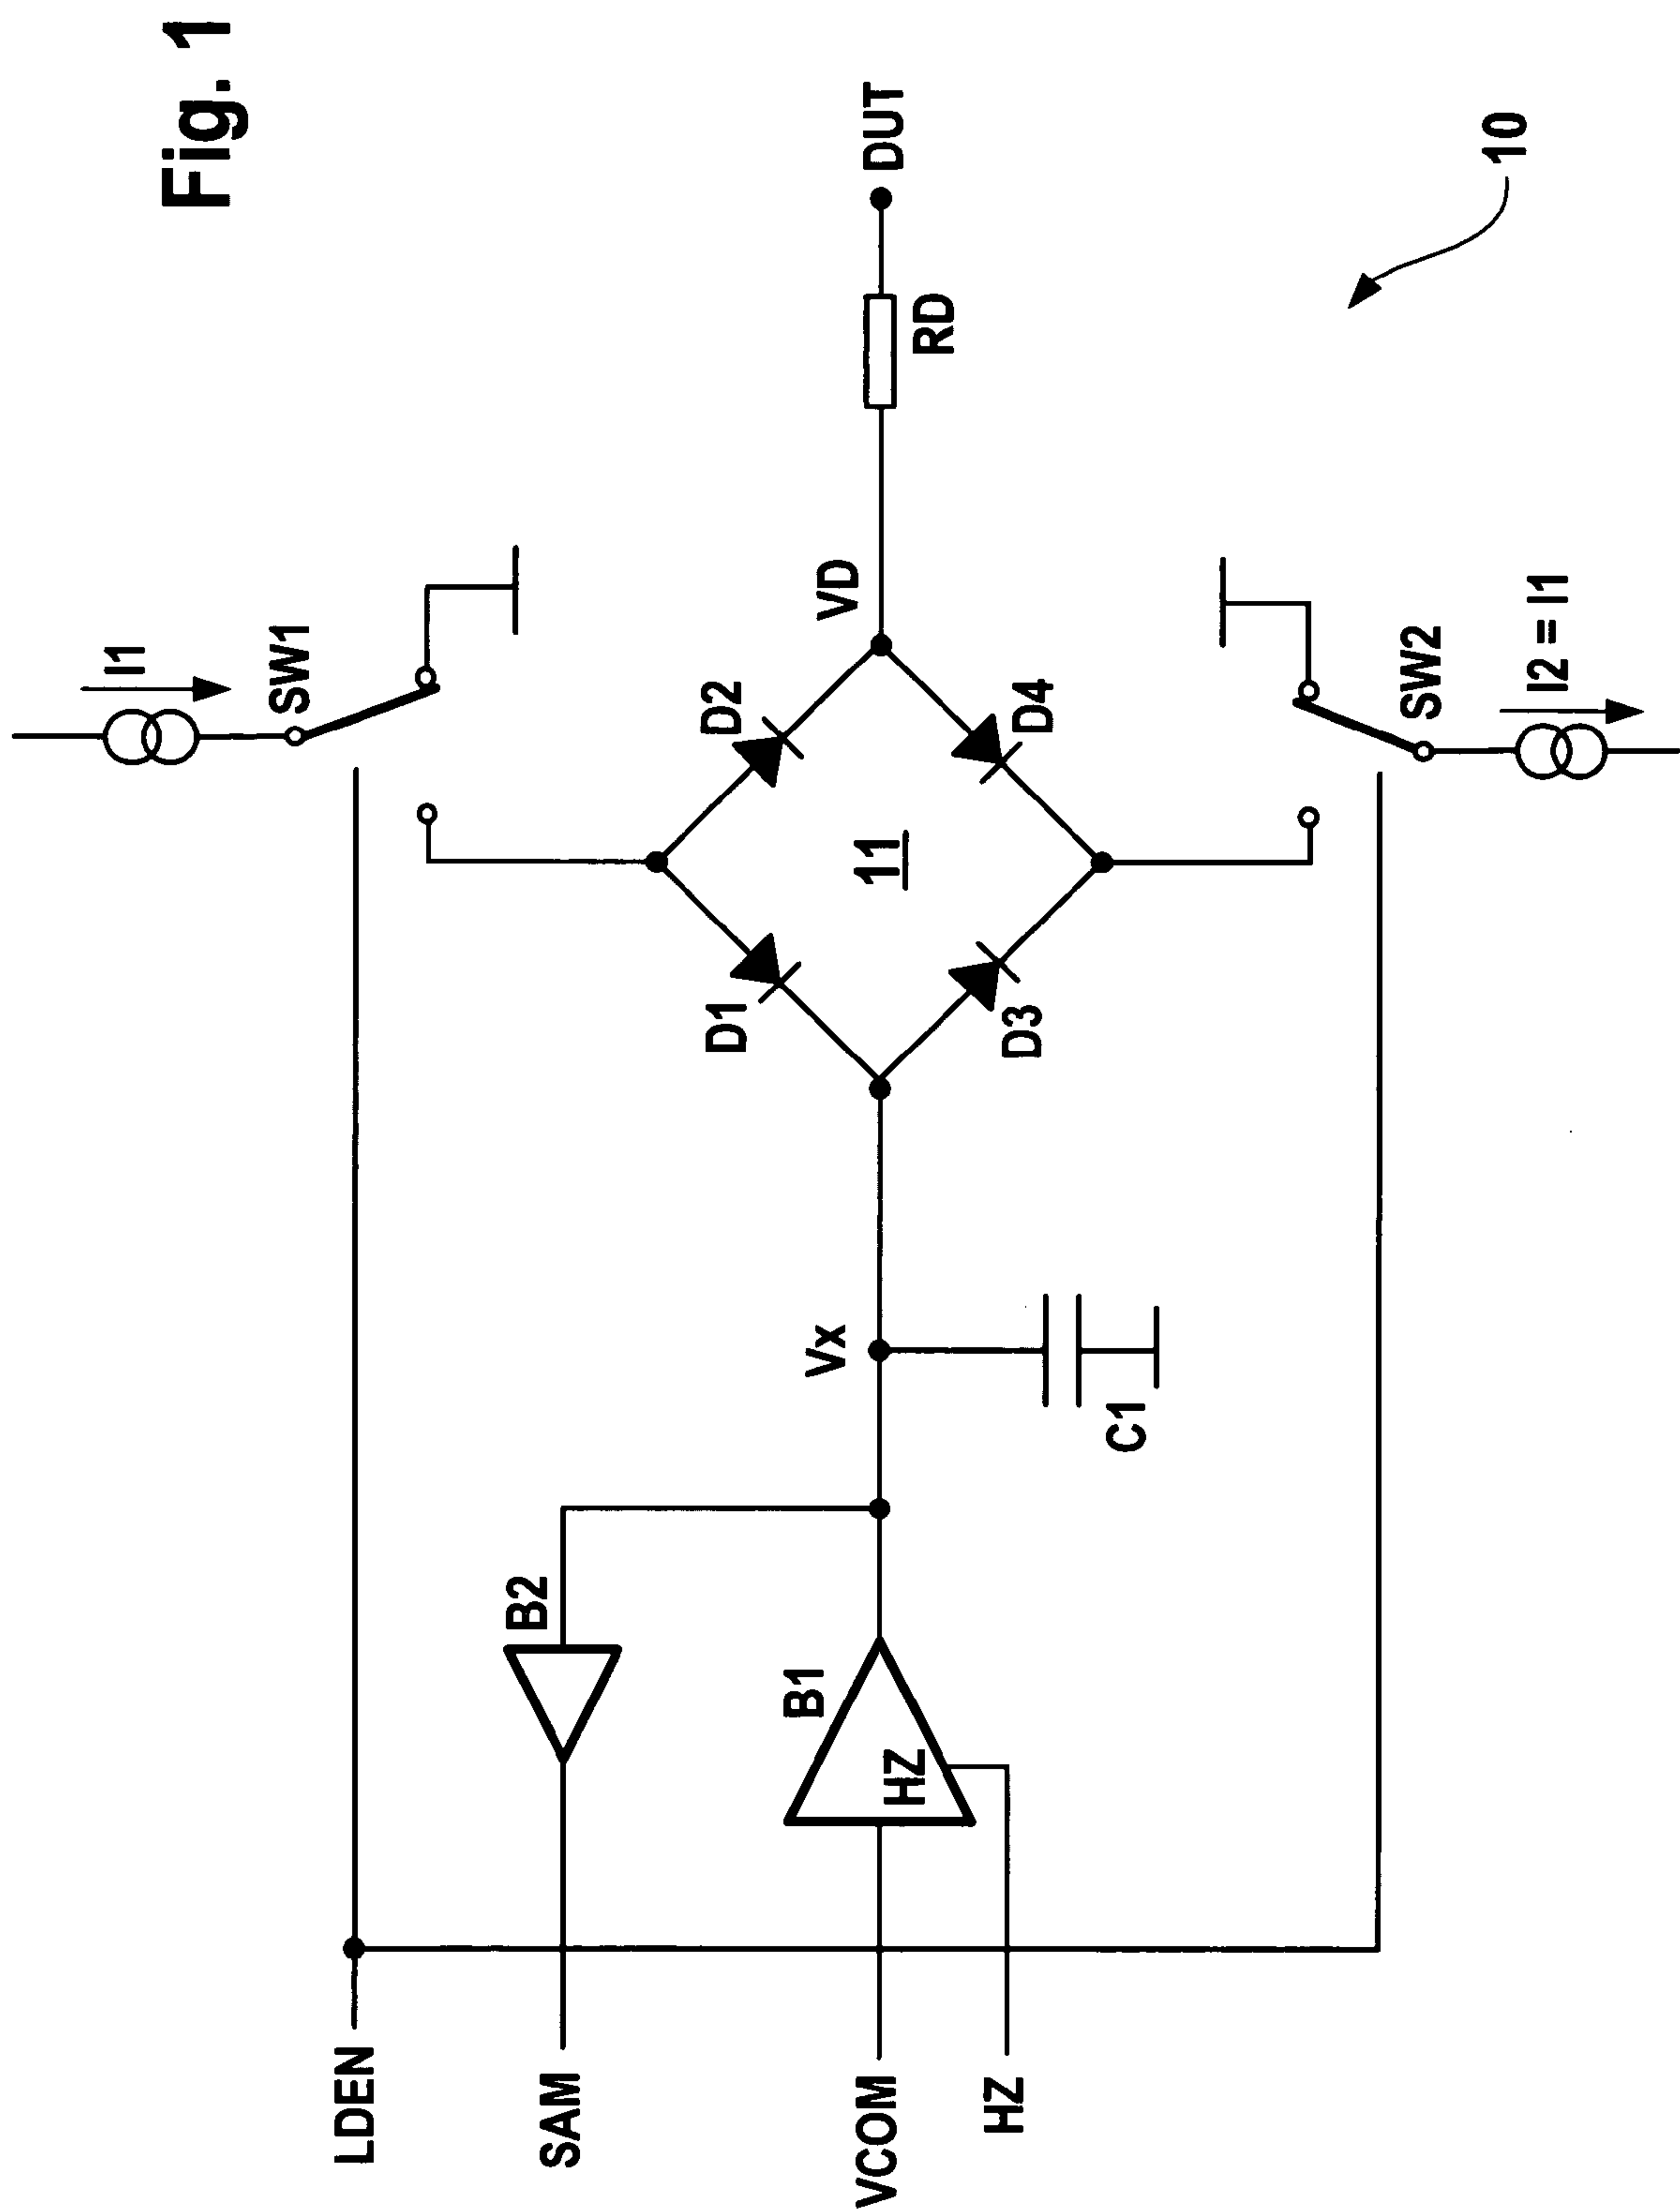 Fig. 1
I1
SW1
LDEN
SAM
B2
D2
D1
VD
DUT
Vx
B1
HZ
VCOM
11
RD
HZ
D3
D4
C1
SW2
10
I2 = I1